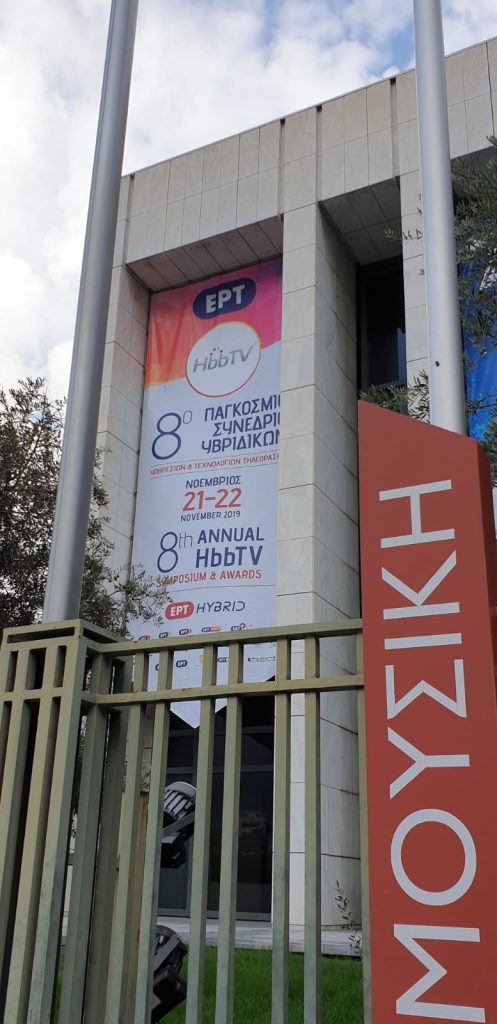 ΕΡΤ
HbbTV
8ο ΠΑΓΚΟΣΜΙΟ
ΣΥΝΕΔΡΙΟ
ΥΒΡΙΔΙΚΩΝ
ΥΠΗΡΕΣΙΩΝ & ΤΕΧΝΟΛΟΓΙΩΝ ΤΗΛΕΟΡΑΣΗΣ
ΝΟΕΜΒΡΙΟΣ
21-22
NOVEMBER 2019
8th ANNUAL
HbbTV
SYMPOSIUM & AWARDS
ΕΡΤ HYBRID
ΕΡΤ
ΜΟΥΣΙΚΗ